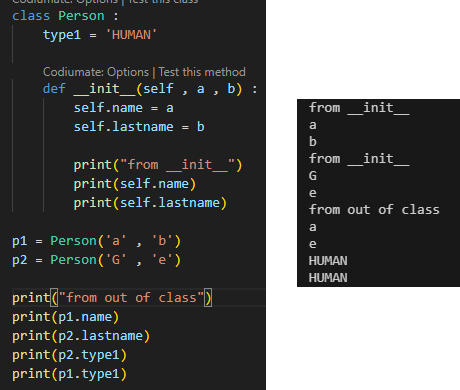 Codiumate: Options | Test this class
class Person :
    type1 = 'HUMAN'
    Codiumate: Options | Test this method
    def __init__(self , a , b) :
        self.name = a
        self.lastname = b
        print("from __init__")
        print(self.name)
        print(self.lastname)
p1 = Person('a' , 'b')
p2 = Person('G' , 'e')
print("from out of class")
print(p1.name)
print(p2.lastname)
print(p2.type1)
print(p1.type1)
from __init__
a
b
from __init__
G
e
from out of class
a
e
HUMAN
HUMAN